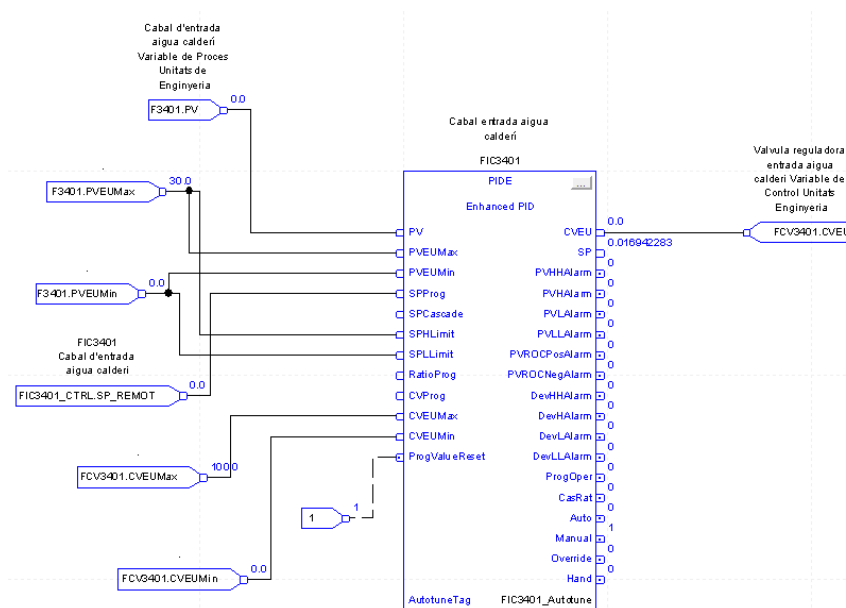 Cabal d'entrada
aigua calderí
Variable de Proces
Unitats de
Enginyeria
0.0
F3401.PV
Cabal entrada aigua
calderí
FIC3401
PIDE
...
Enhanced PID
Valvula reguladora
entrada aigua
calderi Variable de
Control Unitats
Enginyeria
30.0
F3401.PVEUMax
0.0
F3401.PVEUMin
FIC3401
Cabal d'entrada
aigua calderi
0.0
FIC3401_CTRL.SP_REMOT
100.0
FCV3401.CVEUMax
1
1
0.0
FCV3401.CVEUMin
PV
PVEUMax
PVEUMin
SPProg
SPCascade
SPHLimit
SPLLimit
RatioProg
CVProg
CVEUMax
CVEUMin
ProgValueReset
CVEU
0.0
FCV3401.CVEU
SP
0.016942283
PVHHAlarm
0
PVHAlarm
0
PVLAlarm
0
PVLLAlarm
0
PVROCPosAlarm
0
PVROCNegAlarm
0
DevHHAlarm
0
DevHAlarm
0
DevLAlarm
0
DevLLAlarm
0
ProgOper
0
CasRat
0
Auto
0
Manual
1
Override
0
Hand
0
AutotuneTag
FIC3401_Autotune